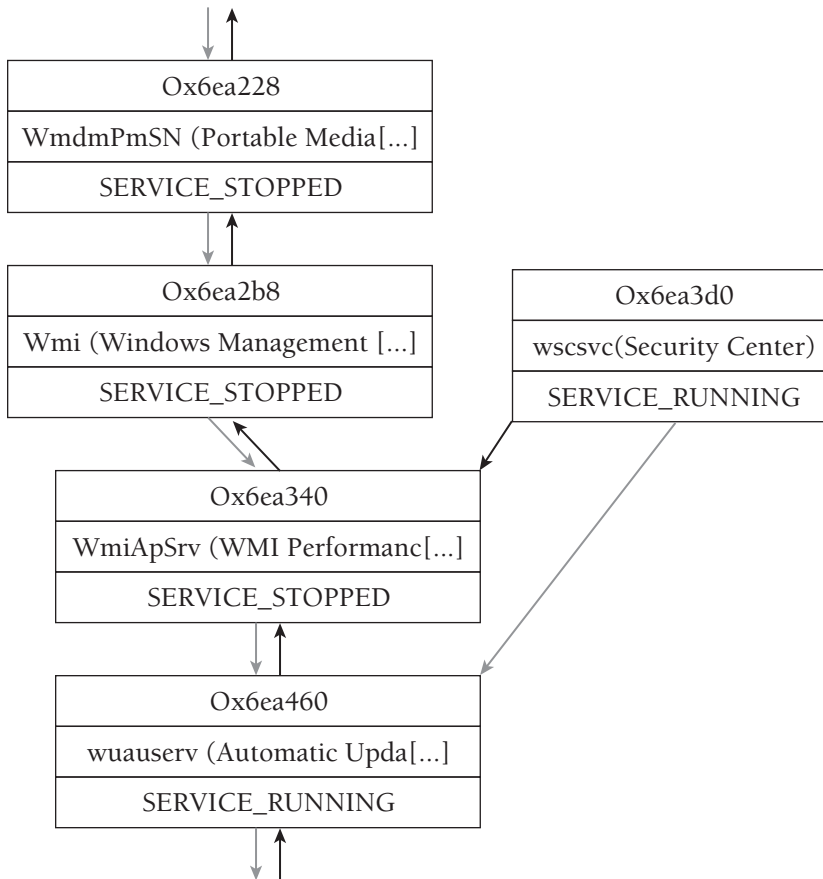 Ox6ea228
WmdmPmSN (Portable Media[...]
SERVICE_STOPPED
Ox6ea2b8
Wmi (Windows Management [...]
SERVICE_STOPPED
Ox6ea3d0
wscsvc(Security Center)
SERVICE_RUNNING
Ox6ea340
WmiApSrv (WMI Performanc[...]
SERVICE_STOPPED
Ox6ea460
wuauserv (Automatic Upda[...]
SERVICE_RUNNING